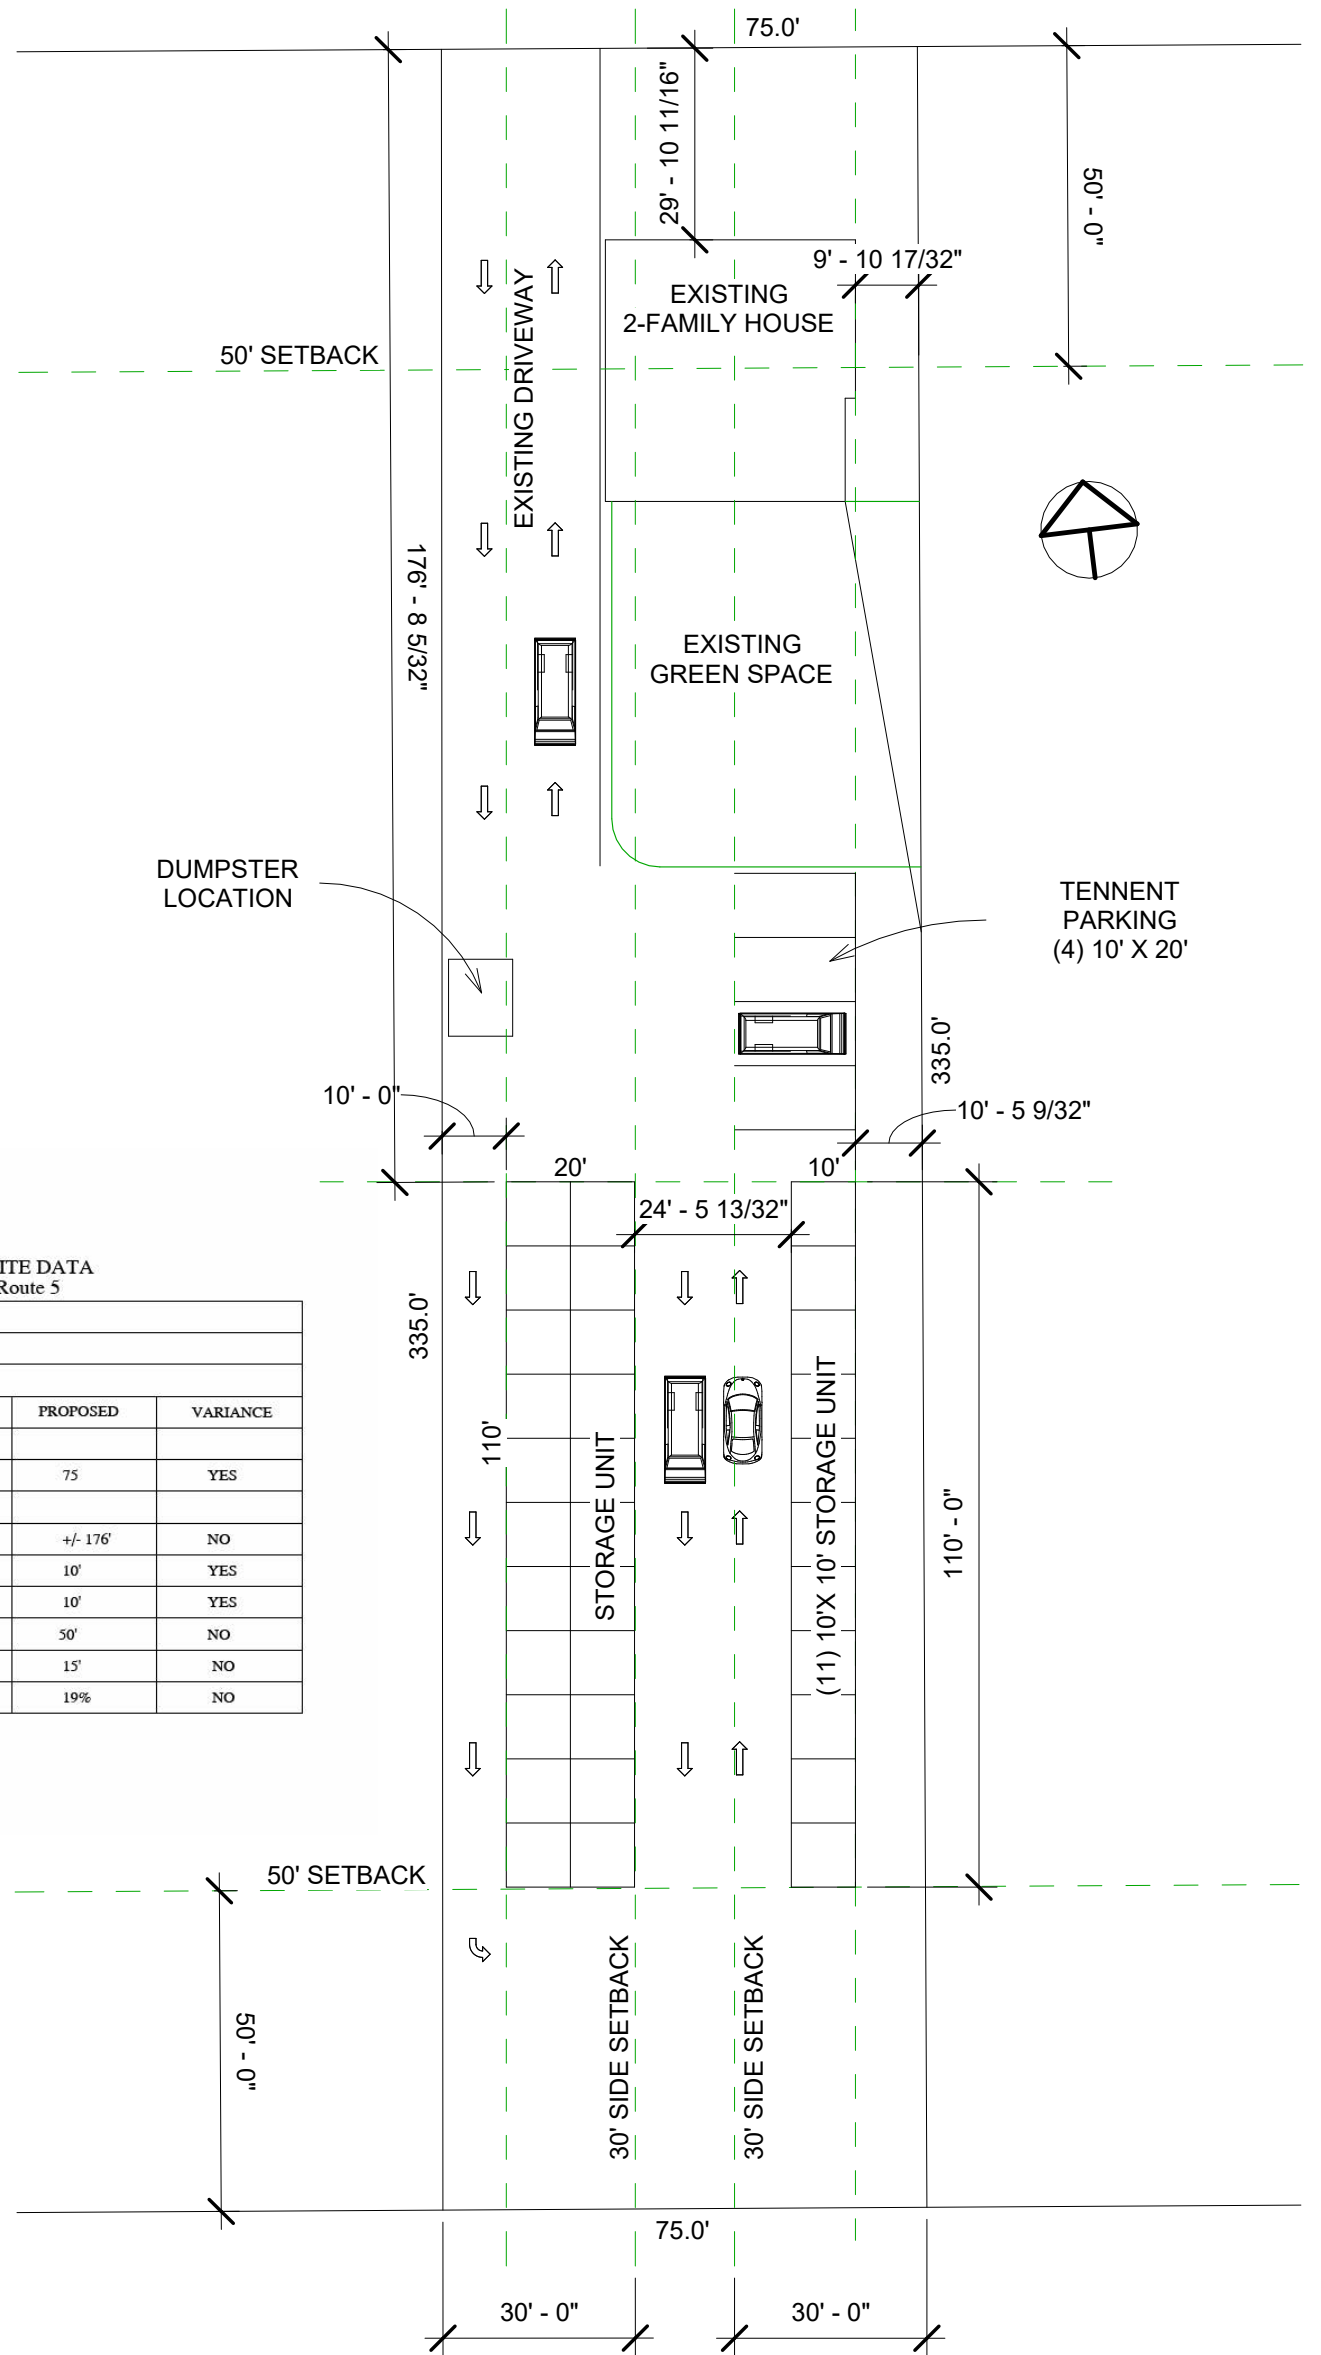 75.0'
29' - 10 11/16"
50' - 0"
9' - 10 17/32"
EXISTING
2-FAMILY HOUSE
EXISTING DRIVEWAY
50' SETBACK
176' - 8 5/32"
EXISTING
GREEN SPACE
DUMPSTER
LOCATION
TENNENT
PARKING
(4) 10' X 20'
335.0'
10' - 0"
10' - 5 9/32"
20'
10'
24' - 5 13/32"
ITE DATA
Route 5
335.0'
PROPOSED VARIANCE
75 YES
+/- 176' NO
10' YES
10' YES
50' NO
15' NO
19% NO
110'
STORAGE UNIT
(11) 10'X 10' STORAGE UNIT
110' - 0"
50' SETBACK
50' - 0"
30' SIDE SETBACK
30' SIDE SETBACK
75.0'
30' - 0"
30' - 0"